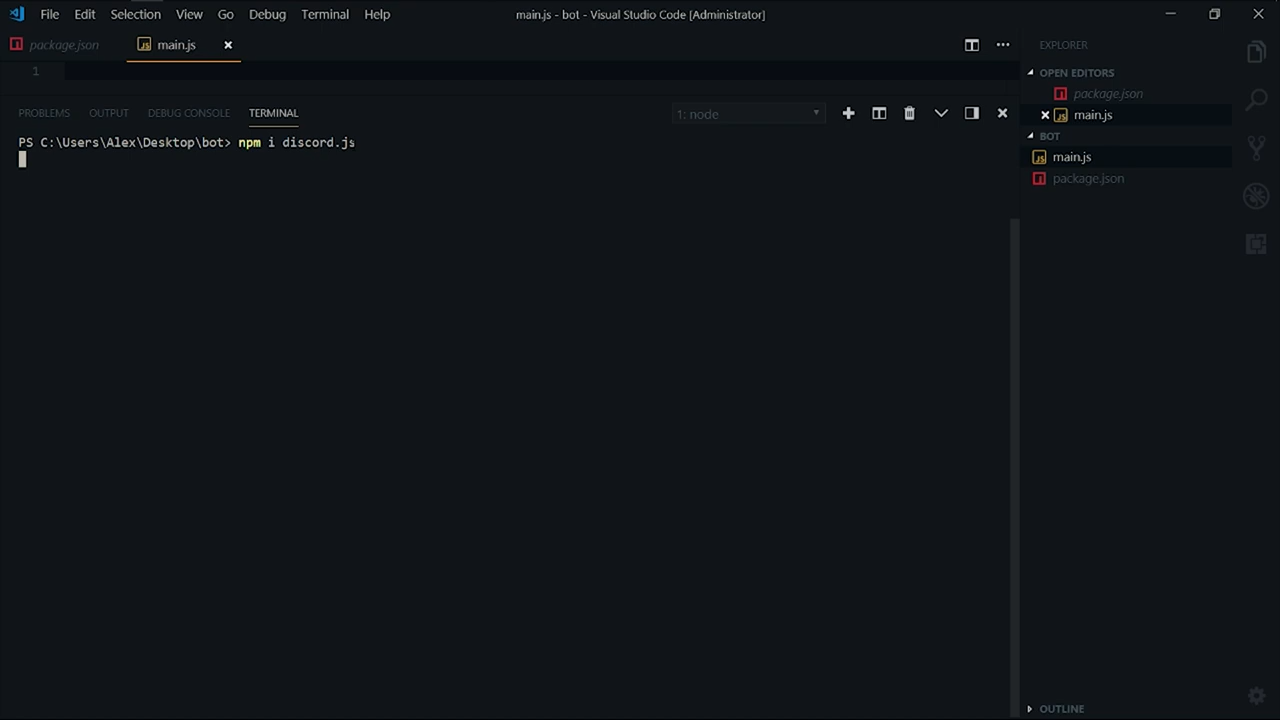 File Edit Selection View Go Debug Terminal Help
main.js - bot - Visual Studio Code [Administrator]
package.json
main.js
1
PROBLEMS OUTPUT DEBUG CONSOLE TERMINAL
1: node
PS C:\Users\Alex\Desktop\bot> npm i discord.js
EXPLORER
OPEN EDITORS
package.json
main.js
BOT
main.js
package.json
OUTLINE